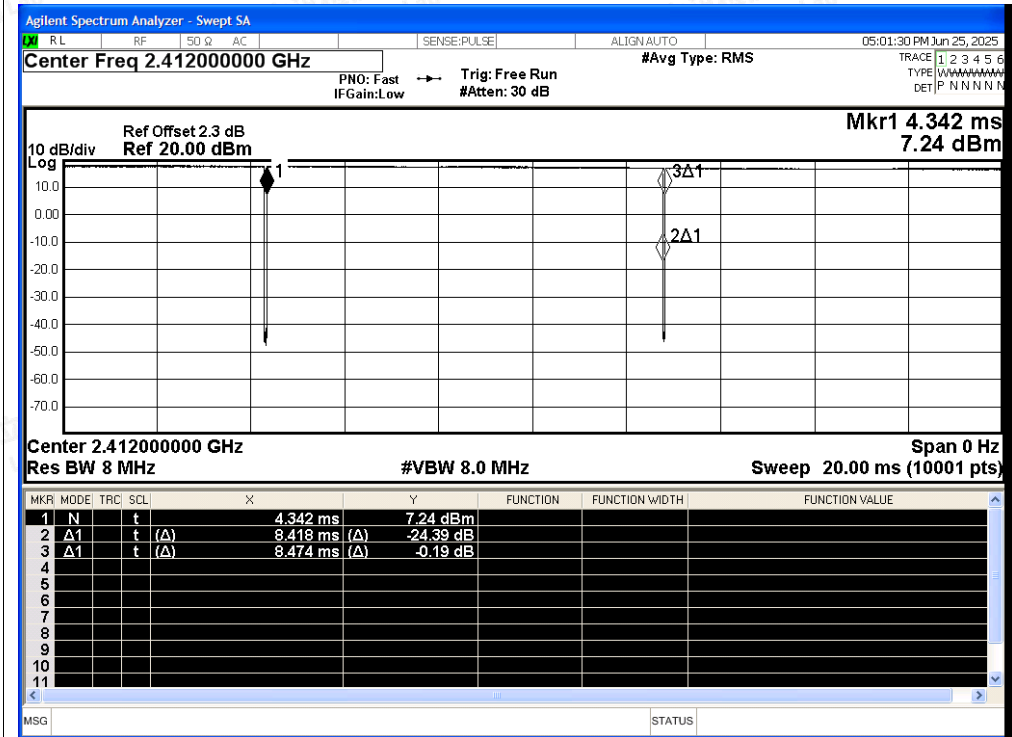 Agilent Spectrum Analyzer - Swept SA
LXI RL RF 50 Ω AC SENSE:PULSE ALIGNAUTO 05:01:30 PM Jun 25, 2025
Center Freq 2.412000000 GHz #Avg Type: RMS TRACE 1 2 3 4 5 6
PNO: Fast Trig: Free Run TYPE WWWWWW
IFGain:Low #Atten: 30 dB DET P N N N N N
Mkr1 4.342 ms
Ref Offset 2.3 dB
10 dB/div Ref 20.00 dBm 7.24 dBm
Log
1 3Δ1
10.0
0.00
-10.0 2Δ1
-20.0
-30.0
-40.0
-50.0
-60.0
-70.0
Center 2.412000000 GHz Span 0 Hz
Res BW 8 MHz #VBW 8.0 MHz Sweep 20.00 ms (10001 pts)
MKR MODE TRC SCL X Y FUNCTION FUNCTION WIDTH FUNCTION VALUE
1 N t 4.342 ms 7.24 dBm
2 Δ1 t (Δ) 8.418 ms (Δ) -24.39 dB
3 Δ1 t (Δ) 8.474 ms (Δ) -0.19 dB
4
5
6
7
8
9
10
11
MSG STATUS